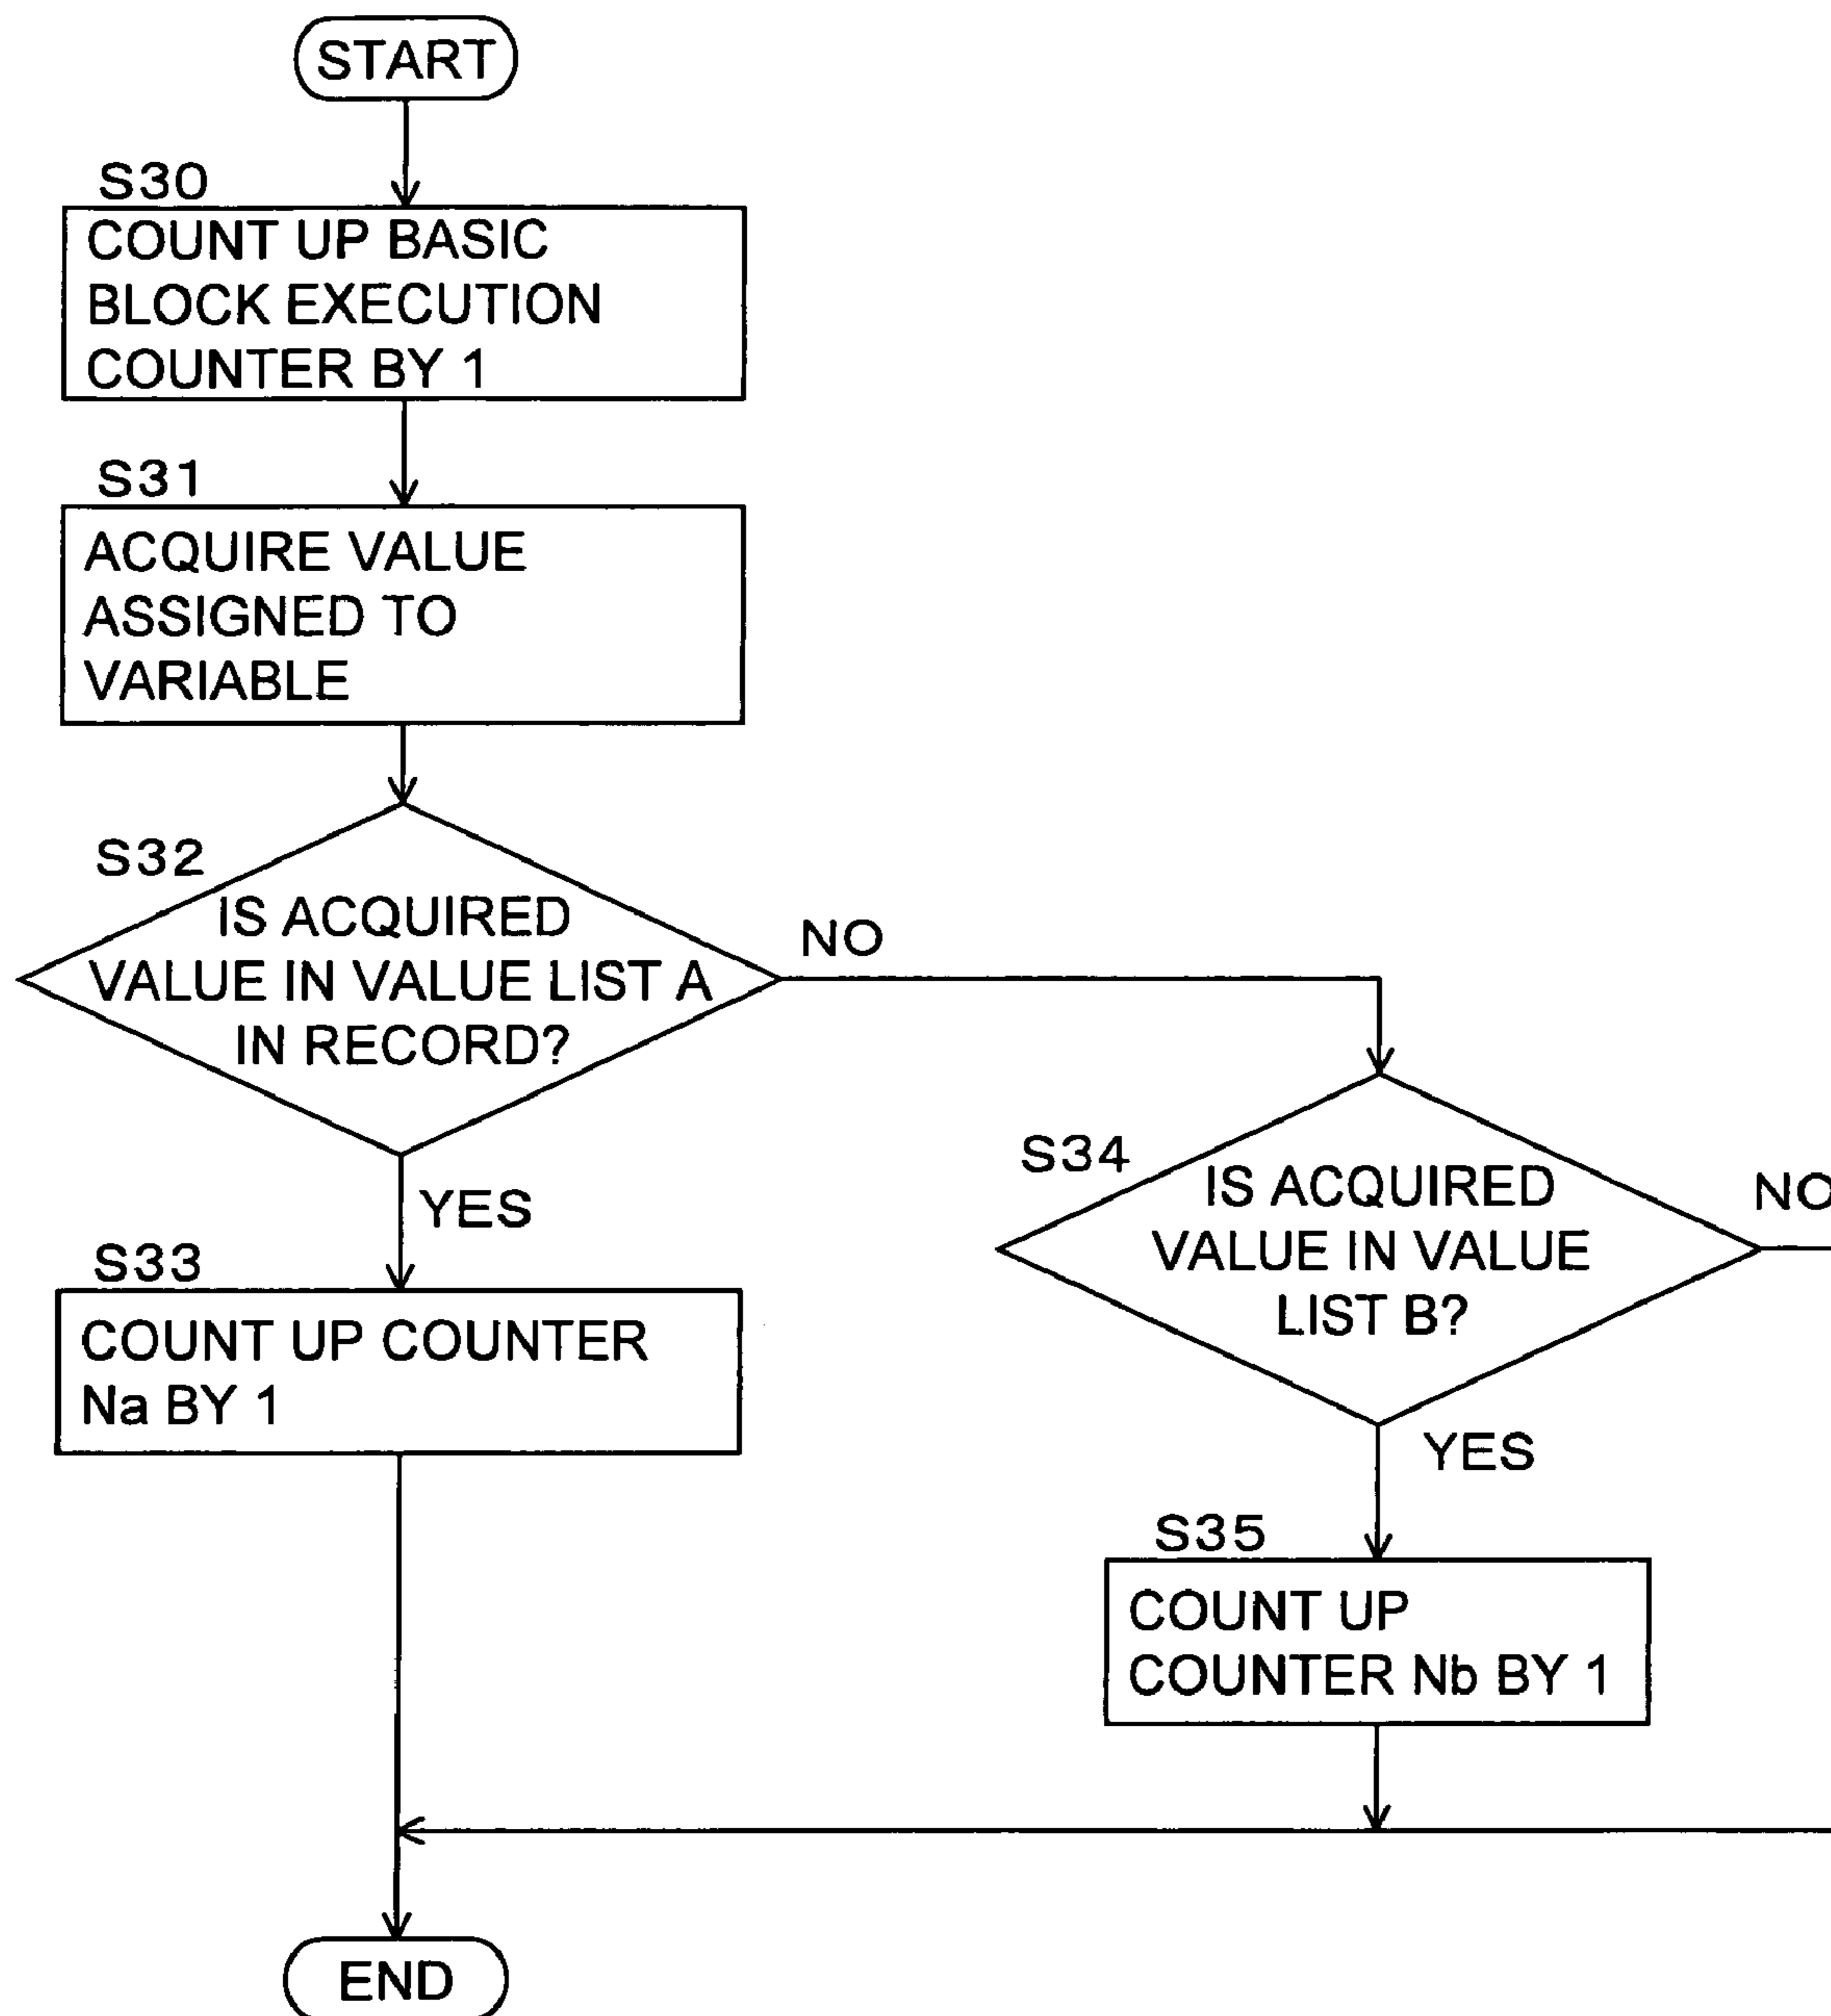 START
S30
COUNT UP BASIC
BLOCK EXECUTION
COUNTER BY 1
S31
ACQUIRE VALUE
ASSIGNED TO
VARIABLE
S32
IS ACQUIRED
VALUE IN VALUE LIST A
IN RECORD?
NO
YES
S33
COUNT UP COUNTER
Na BY 1
S34
IS ACQUIRED
VALUE IN VALUE
LIST B?
NO
YES
S35
COUNT UP
COUNTER Nb BY 1
END